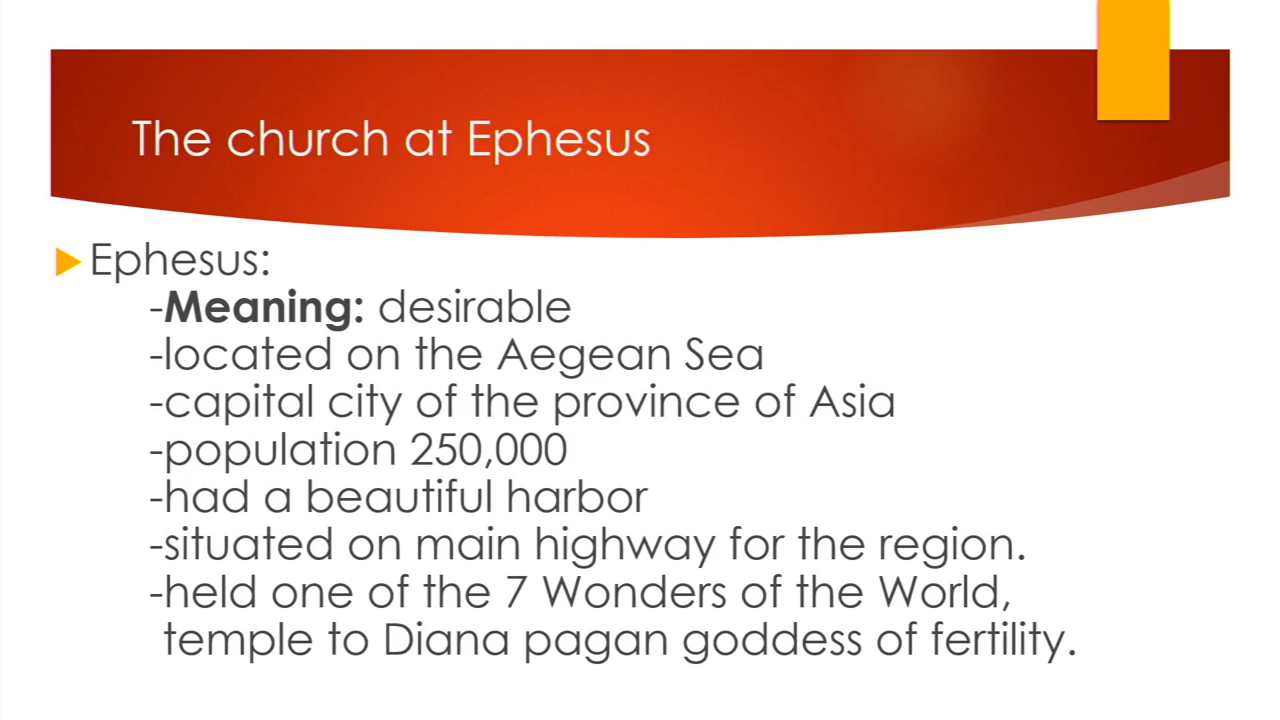 The church at Ephesus
Ephesus:
-Meaning: desirable
-located on the Aegean Sea
-capital city of the province of Asia
-population 250,000
-had a beautiful harbor
-situated on main highway for the region.
-held one of the 7 Wonders of the World,
temple to Diana pagan goddess of fertility.